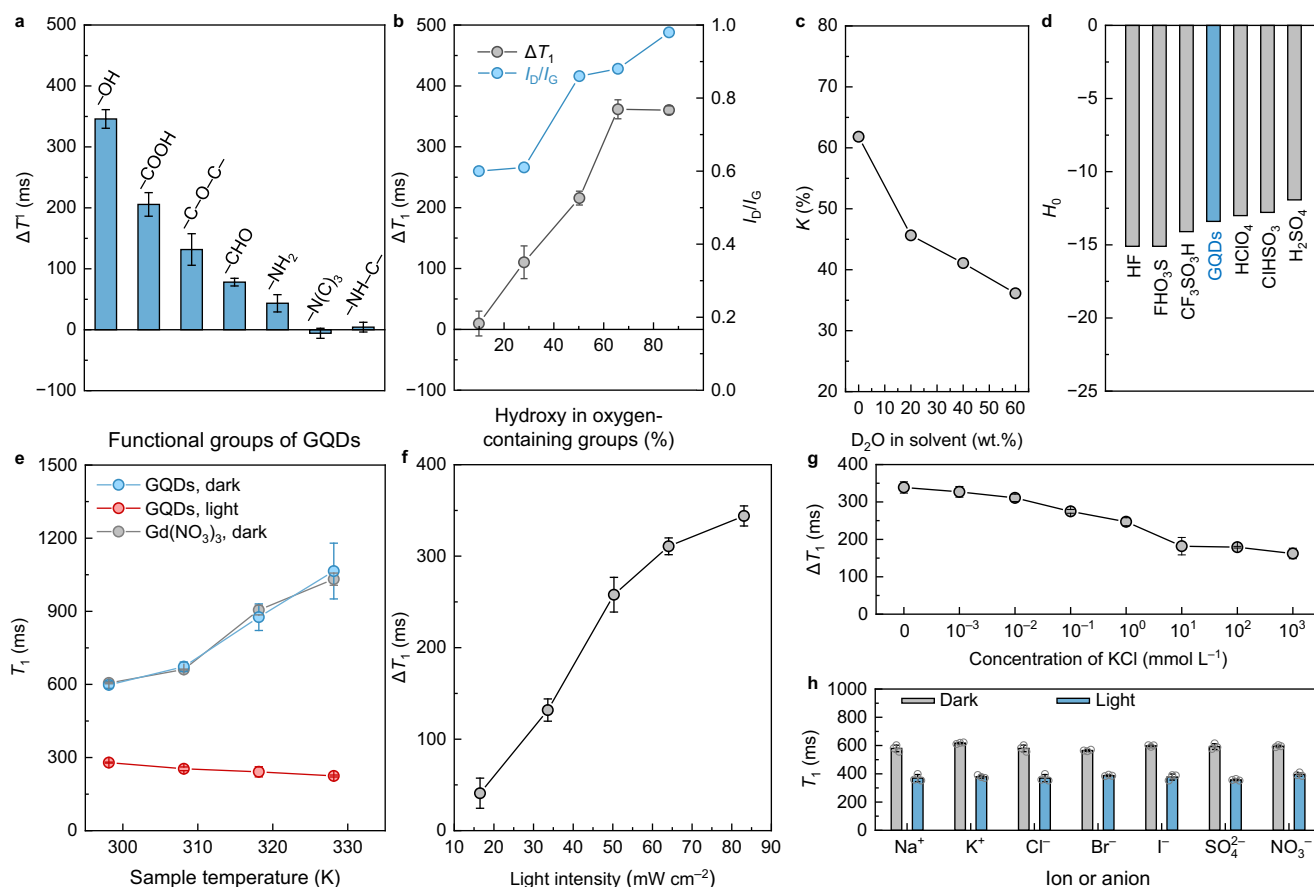 a
500
400
300
200
100
0
−100
ΔT¹ (ms)
–OH
–COOH
–C–O–C–
–CHO
–NH₂
–N(C)₃
–NH–C–
Functional groups of GQDs
b
500
400
300
200
100
0
−100
ΔT₁ (ms)
ΔT₁
I_D/I_G
20 40 60 80
1.0
0.8
0.6
0.4
0.2
0.0
I_D/I_G
Hydroxy in oxygen-
containing groups (%)
c
80
70
60
50
40
30
20
K (%)
0 20 40 60
D₂O in solvent (wt.%)
d
0
−5
−10
−15
−20
−25
H₀
HF
FHO₃S
CF₃SO₃H
GQDs
HClO₄
ClHSO₃
H₂SO₄
e
1500
1200
900
600
300
0
T₁ (ms)
GQDs, dark
GQDs, light
Gd(NO₃)₃, dark
300 310 320 330
Sample temperature (K)
f
400
300
200
100
0
ΔT₁ (ms)
10 20 30 40 50 60 70 80 90
Light intensity (mW cm⁻²)
g
400
300
200
100
0
ΔT₁ (ms)
0 10⁻³ 10⁻² 10⁻¹ 10⁰ 10¹ 10² 10³
Concentration of KCl (mmol L⁻¹)
h
1000
800
600
400
200
0
T₁ (ms)
Dark
Light
Na⁺ K⁺ Cl⁻ Br⁻ I⁻ SO₄²⁻ NO₃⁻
Ion or anion